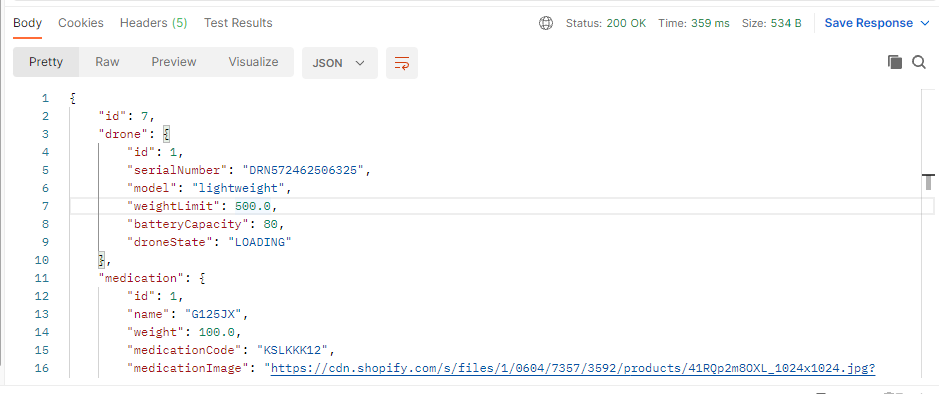 Body Cookies Headers (5) Test Results Status: 200 OK Time: 359 ms Size: 534 B Save Response
Pretty Raw Preview Visualize JSON
1 {
2 "id": 7,
3 "drone": {
4 "id": 1,
5 "serialNumber": "DRN572462506325",
6 "model": "lightweight",
7 "weightLimit": 500.0,
8 "batteryCapacity": 80,
9 "droneState": "LOADING"
10 },
11 "medication": {
12 "id": 1,
13 "name": "G125JX",
14 "weight": 100.0,
15 "medicationCode": "KSLKKK12",
16 "medicationImage": "https://cdn.shopify.com/s/files/1/0604/7357/3592/products/41RQp2m8OXL_1024x1024.jpg?